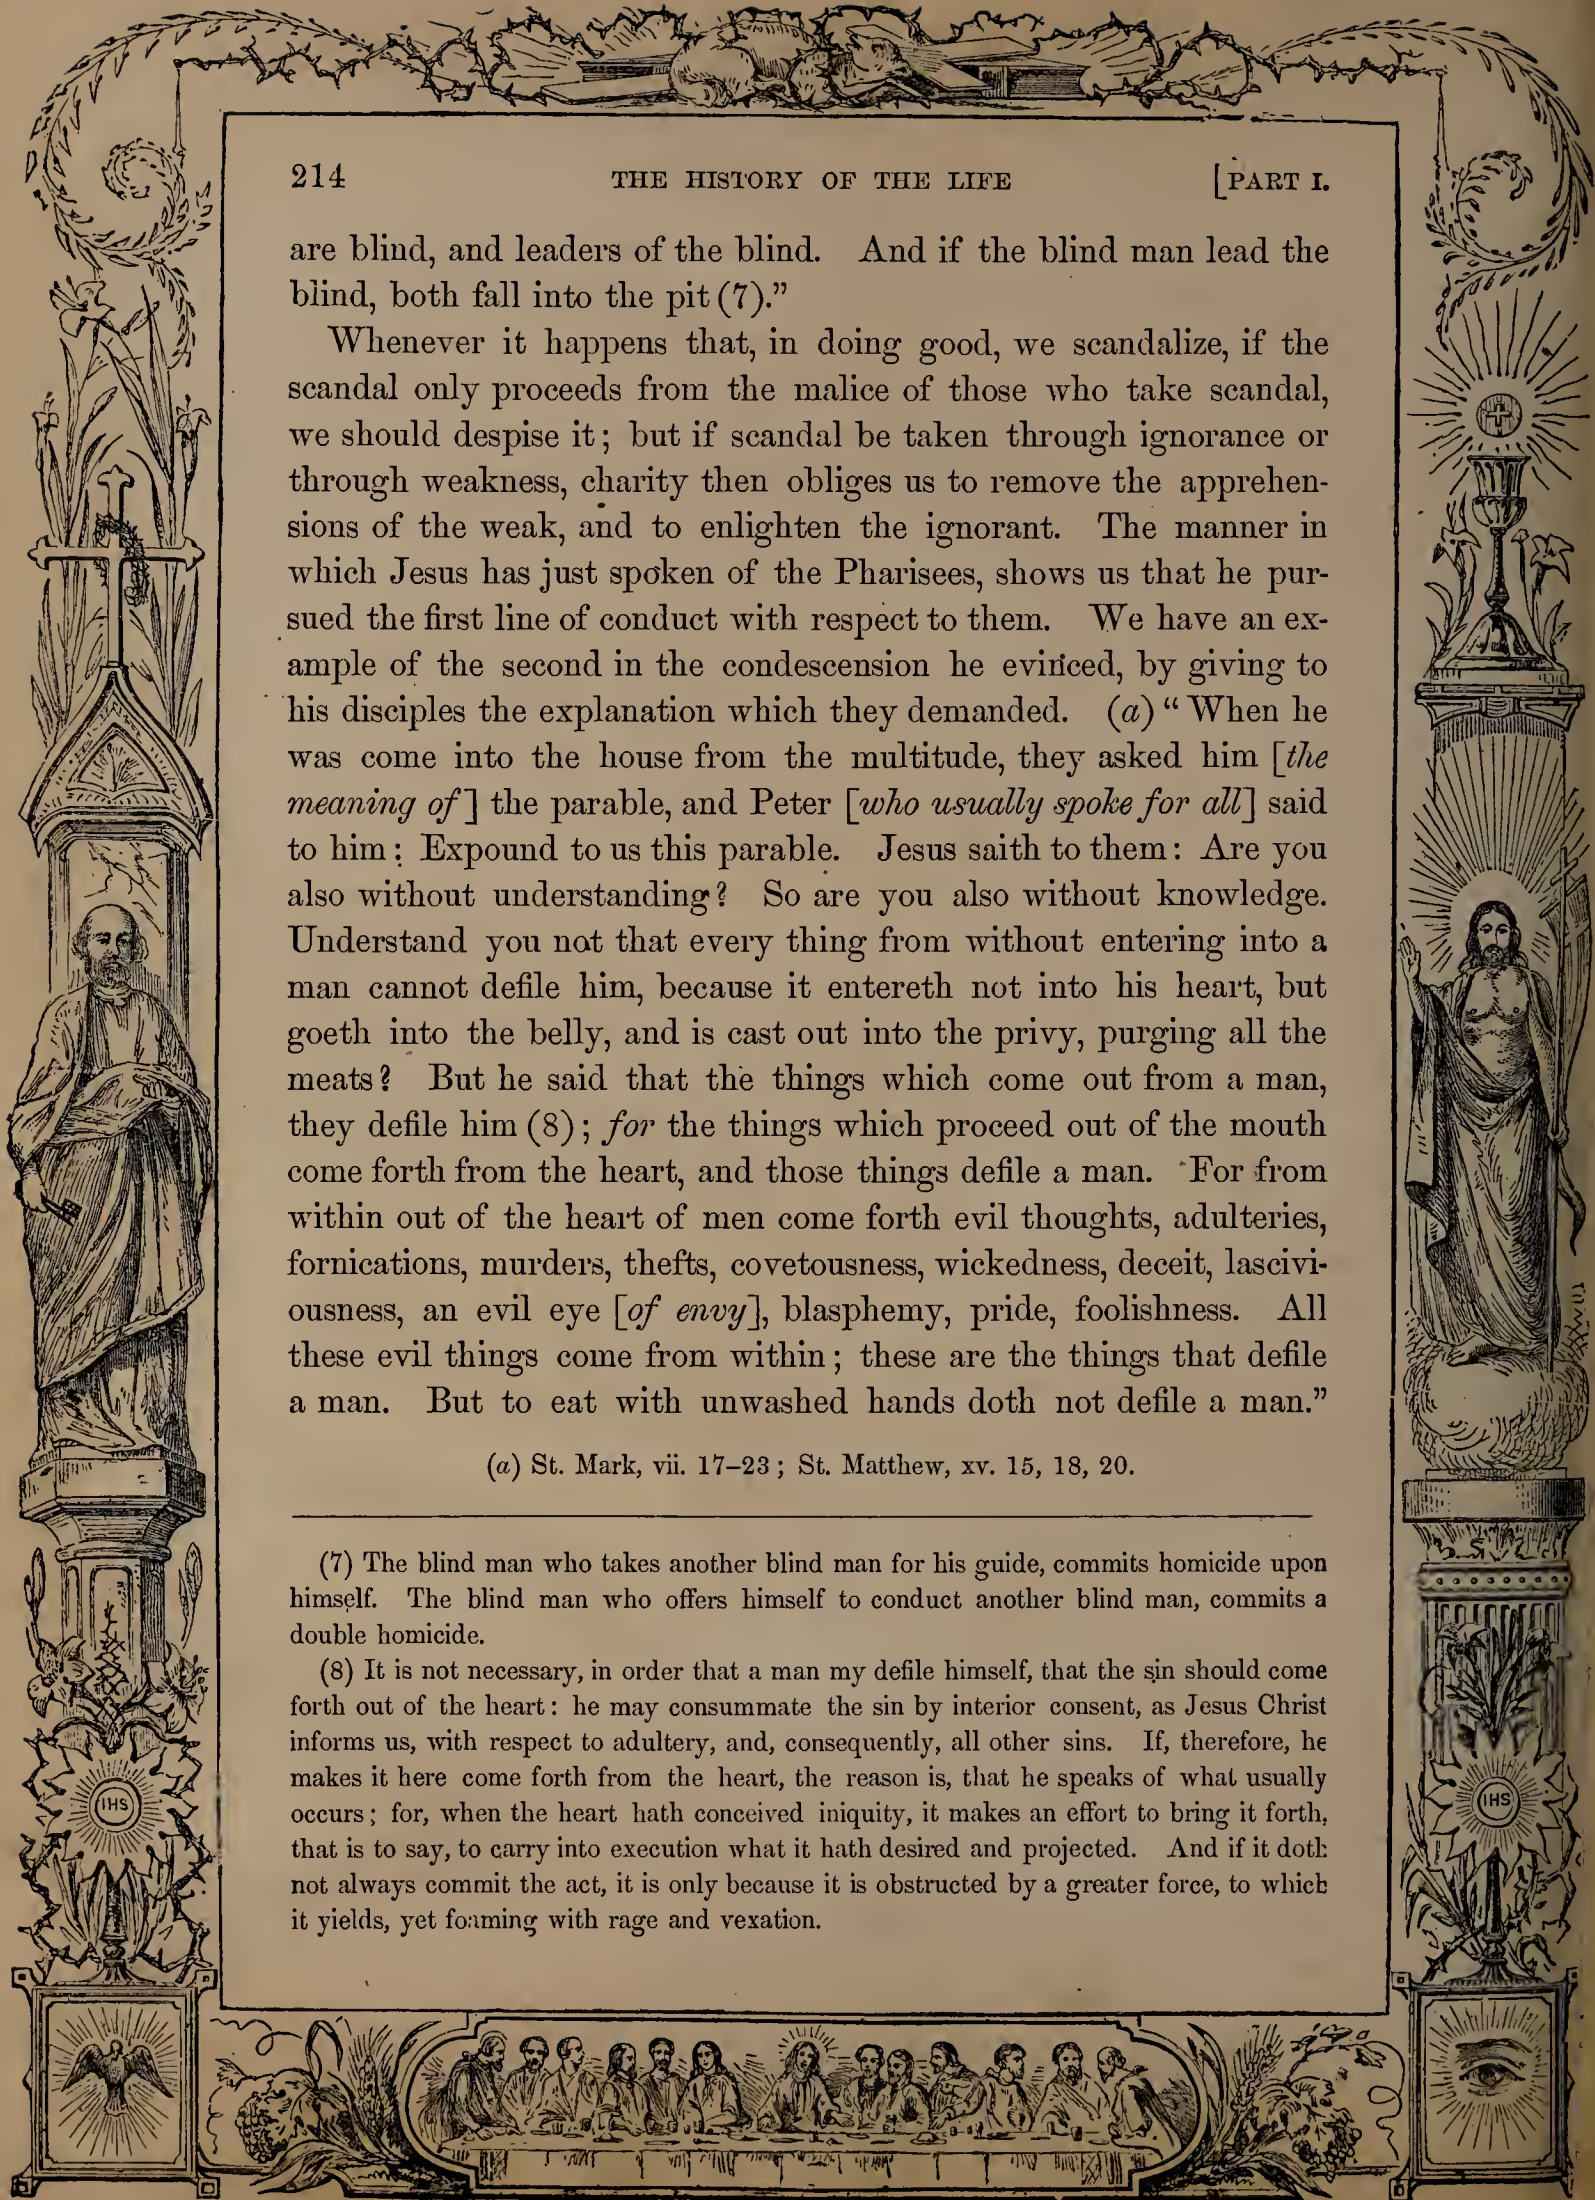 214 THE HISTORY OF THE LIFE [PART I.
are blind, and leaders of the blind. And if the blind man lead the
blind, both fall into the pit (7).”
Whenever it happens that, in doing good, we scandalize, if the
scandal only proceeds from the malice of those who take scandal,
we should despise it; but if scandal be taken through ignorance or
through weakness, charity then obliges us to remove the apprehen-
sions of the weak, and to enlighten the ignorant. The manner in
which Jesus has just spoken of the Pharisees, shows us that he pur-
sued the first line of conduct with respect to them. We have an ex-
ample of the second in the condescension he evinced, by giving to
his disciples the explanation which they demanded. (a) “When he
was come into the house from the multitude, they asked him [the
meaning of] the parable, and Peter [who usually spoke for all] said
to him: Expound to us this parable. Jesus saith to them: Are you
also without understanding? So are you also without knowledge.
Understand you not that every thing from without entering into a
man cannot defile him, because it entereth not into his heart, but
goeth into the belly, and is cast out into the privy, purging all the
meats? But he said that the things which come out from a man,
they defile him (8); for the things which proceed out of the mouth
come forth from the heart, and those things defile a man. For from
within out of the heart of men come forth evil thoughts, adulteries,
fornications, murders, thefts, covetousness, wickedness, deceit, lascivi-
ousness, an evil eye [of envy], blasphemy, pride, foolishness. All
these evil things come from within; these are the things that defile
a man. But to eat with unwashed hands doth not defile a man.”
(a) St. Mark, vii. 17–23; St. Matthew, xv. 15, 18, 20.
(7) The blind man who takes another blind man for his guide, commits homicide upon
himself. The blind man who offers himself to conduct another blind man, commits a
double homicide.
(8) It is not necessary, in order that a man my defile himself, that the sin should come
forth out of the heart: he may consummate the sin by interior consent, as Jesus Christ
informs us, with respect to adultery, and, consequently, all other sins. If, therefore, he
makes it here come forth from the heart, the reason is, that he speaks of what usually
occurs; for, when the heart hath conceived iniquity, it makes an effort to bring it forth,
that is to say, to carry into execution what it hath desired and projected. And if it doth
not always commit the act, it is only because it is obstructed by a greater force, to which
it yields, yet foaming with rage and vexation.
IHS
IHS